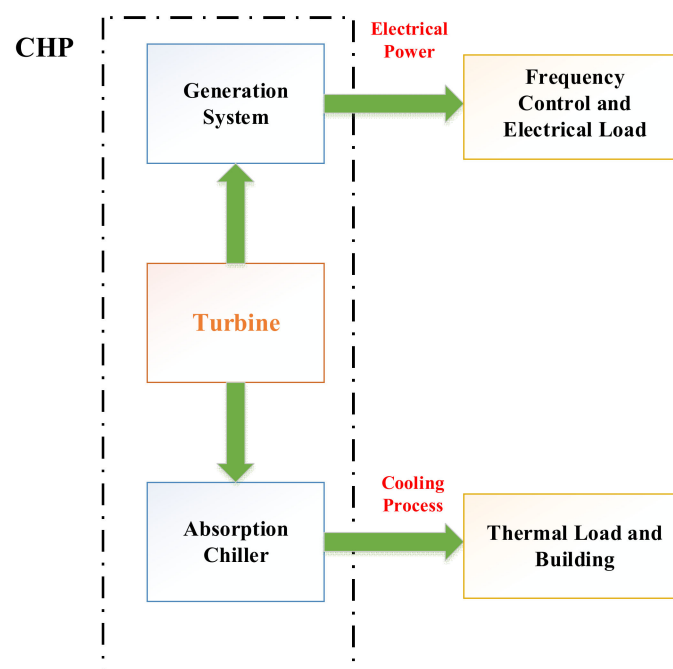 CHP
Electrical
Power
Generation
System
Frequency
Control and
Electrical Load
Turbine
Cooling
Process
Absorption
Chiller
Thermal Load and
Building